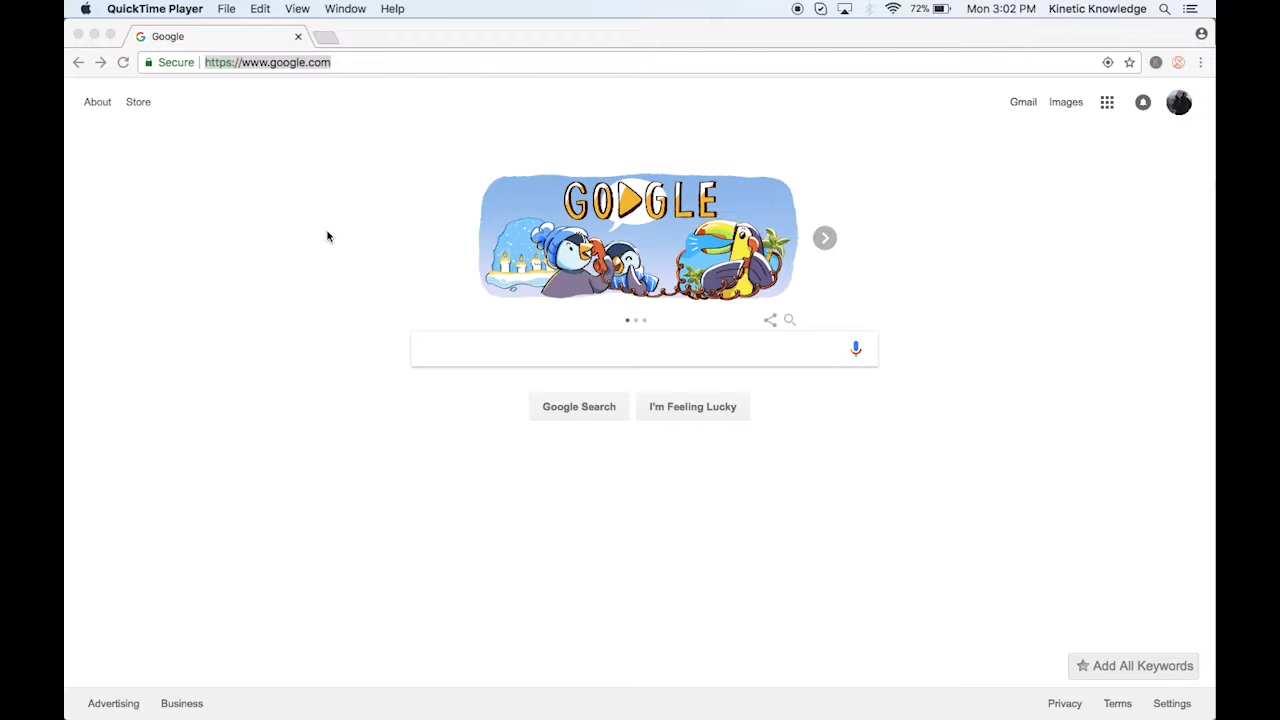 QuickTime Player File Edit View Window Help 72% Mon 3:02 PM Kinetic Knowledge
Google
Secure https://www.google.com
About Store Gmail Images
GOOGLE
Google Search I'm Feeling Lucky
Add All Keywords
Advertising Business Privacy Terms Settings